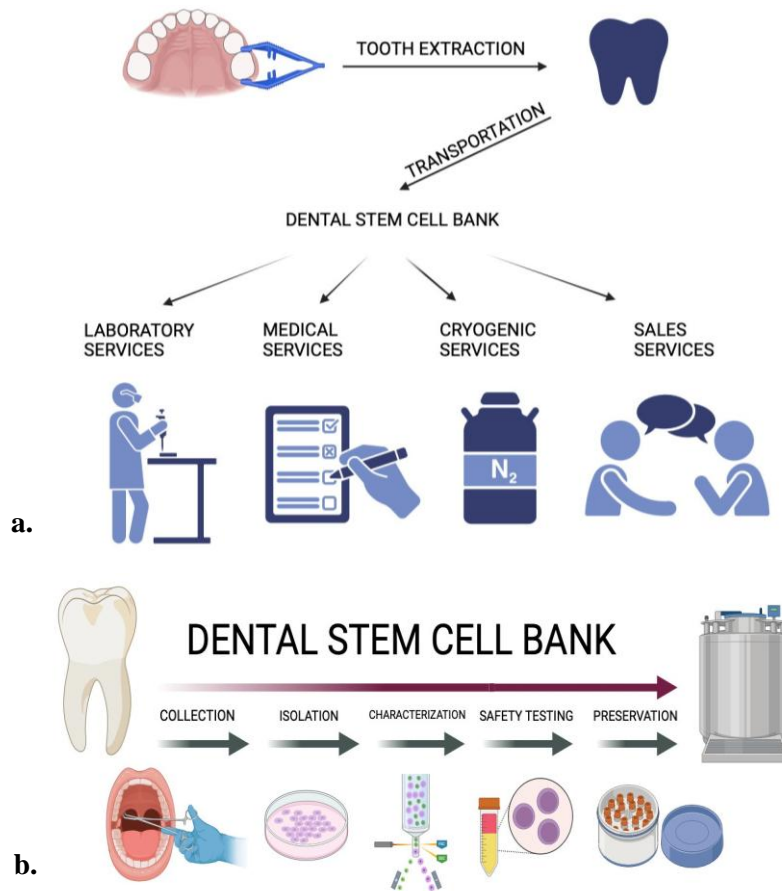 TOOTH EXTRACTION
TRANSPORTATION
DENTAL STEM CELL BANK
LABORATORY
SERVICES
MEDICAL
SERVICES
CRYOGENIC
SERVICES
SALES
SERVICES
N₂
a.
DENTAL STEM CELL BANK
COLLECTION
ISOLATION
CHARACTERIZATION
SAFETY TESTING
PRESERVATION
b.